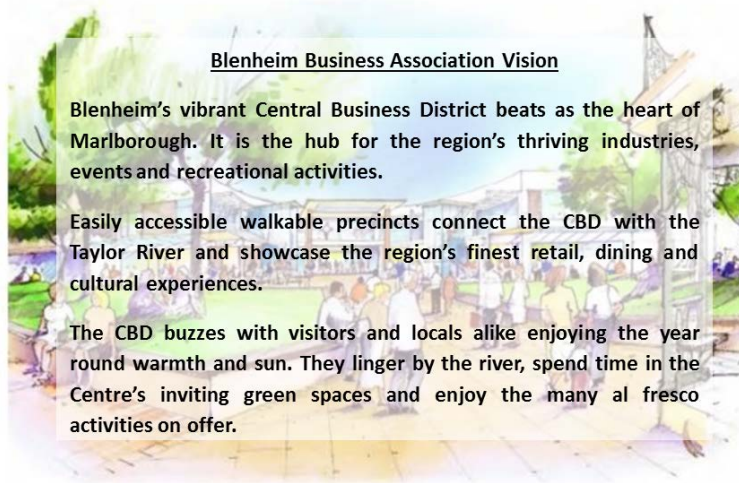 Blenheim Business Association Vision
Blenheim's vibrant Central Business District beats as the heart of
Marlborough. It is the hub for the region's thriving industries,
events and recreational activities.
Easily accessible walkable precincts connect the CBD with the
Taylor River and showcase the region's finest retail, dining and
cultural experiences.
The CBD buzzes with visitors and locals alike enjoying the year
round warmth and sun. They linger by the river, spend time in the
Centre's inviting green spaces and enjoy the many al fresco
activities on offer.